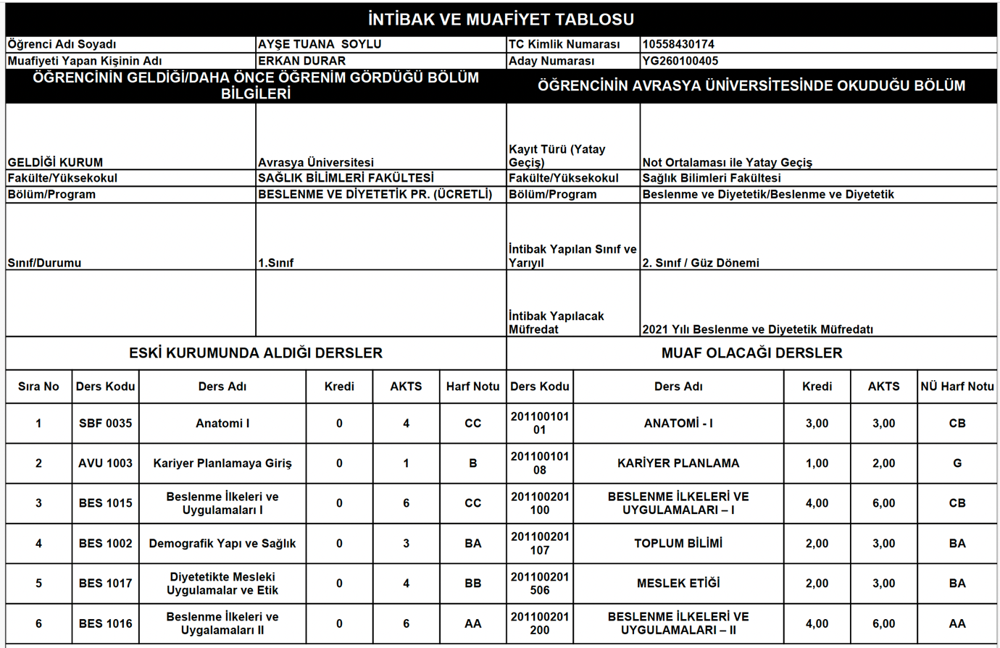 İNTİBAK VE MUAFİYET TABLOSU
Öğrenci Adı Soyadı AYŞE TUANA  SOYLU TC Kimlik Numarası 10558430174
Muafiyeti Yapan Kişinin Adı ERKAN DURAR Aday Numarası YG260100405
ÖĞRENCİNİN GELDİĞİ/DAHA ÖNCE ÖĞRENİM GÖRDÜĞÜ BÖLÜM
BİLGİLERİ
ÖĞRENCİNİN AVRASYA ÜNİVERSİTESİNDE OKUDUĞU BÖLÜM
GELDİĞİ KURUM Avrasya Üniversitesi
Kayıt Türü (Yatay
Geçiş) Not Ortalaması ile Yatay Geçiş
Fakülte/Yüksekokul SAĞLIK BİLİMLERİ FAKÜLTESİ Fakülte/Yüksekokul Sağlık Bilimleri Fakültesi
Bölüm/Program BESLENME VE DİYETETİK PR. (ÜCRETLİ) Bölüm/Program Beslenme ve Diyetetik/Beslenme ve Diyetetik
Sınıf/Durumu 1.Sınıf
İntibak Yapılan Sınıf ve
Yarıyıl 2. Sınıf / Güz Dönemi
İntibak Yapılacak
Müfredat 2021 Yılı Beslenme ve Diyetetik Müfredatı
ESKİ KURUMUNDA ALDIĞI DERSLER MUAF OLACAĞI DERSLER
Sıra No Ders Kodu Ders Adı Kredi AKTS Harf Notu Ders Kodu Ders Adı Kredi AKTS NÜ Harf Notu
1 SBF 0035 Anatomi I 0 4 CC
201100101
01
ANATOMİ - I 3,00 3,00 CB
2 AVU 1003 Kariyer Planlamaya Giriş 0 1 B
201100101
08
KARİYER PLANLAMA 1,00 2,00 G
3 BES 1015
Beslenme İlkeleri ve
Uygulamaları I
0 6 CC
201100201
100
BESLENME İLKELERİ VE
UYGULAMALARI – I
4,00 6,00 CB
4 BES 1002 Demografik Yapı ve Sağlık 0 3 BA
201100201
107
TOPLUM BİLİMİ 2,00 3,00 BA
5 BES 1017
Diyetetikte Mesleki
Uygulamalar ve Etik
0 4 BB
201100201
506
MESLEK ETİĞİ 2,00 3,00 BA
6 BES 1016
Beslenme İlkeleri ve
Uygalamaları II
0 6 AA
201100201
200
BESLENME İLKELERİ VE
UYGULAMALARI – II
4,00 6,00 AA